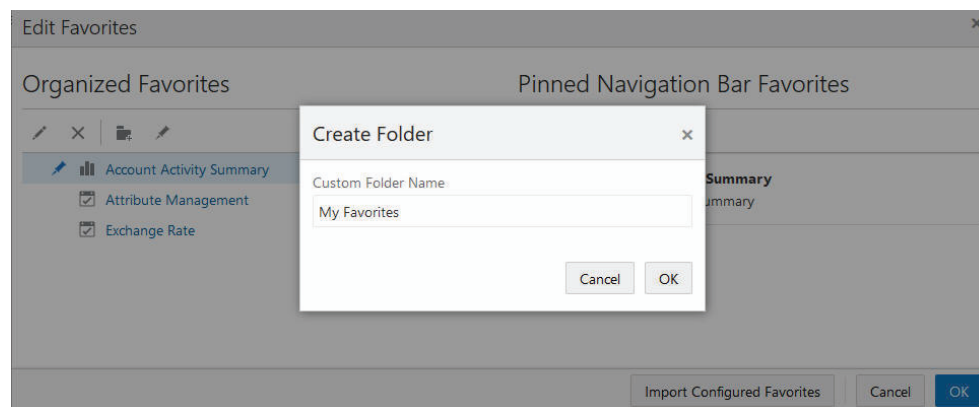 Edit Favorites
Organized Favorites
Pinned Navigation Bar Favorites
Create Folder
Account Activity Summary
Custom Folder Name
Summary
Attribute Management
My Favorites
ummary
Exchange Rate
Cancel
OK
Import Configured Favorites
Cancel
OK